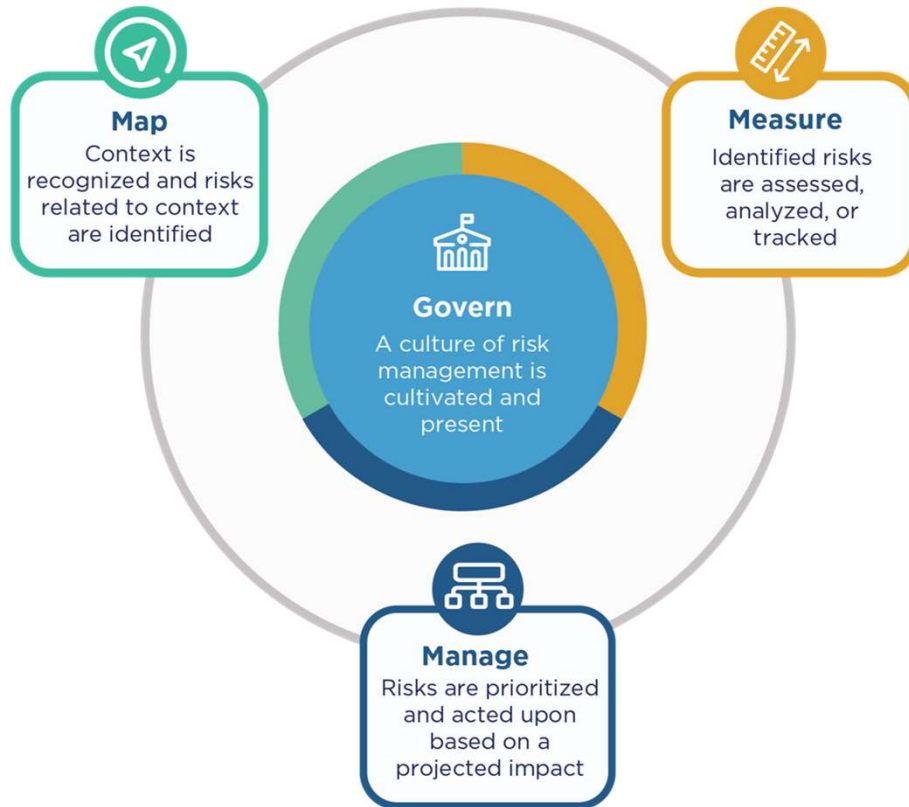 Map
Context is
recognized and risks
related to context
are identified
Measure
Identified risks
are assessed,
analyzed, or
tracked
Govern
A culture of risk
management is
cultivated and
present
Manage
Risks are prioritized
and acted upon
based on a
projected impact